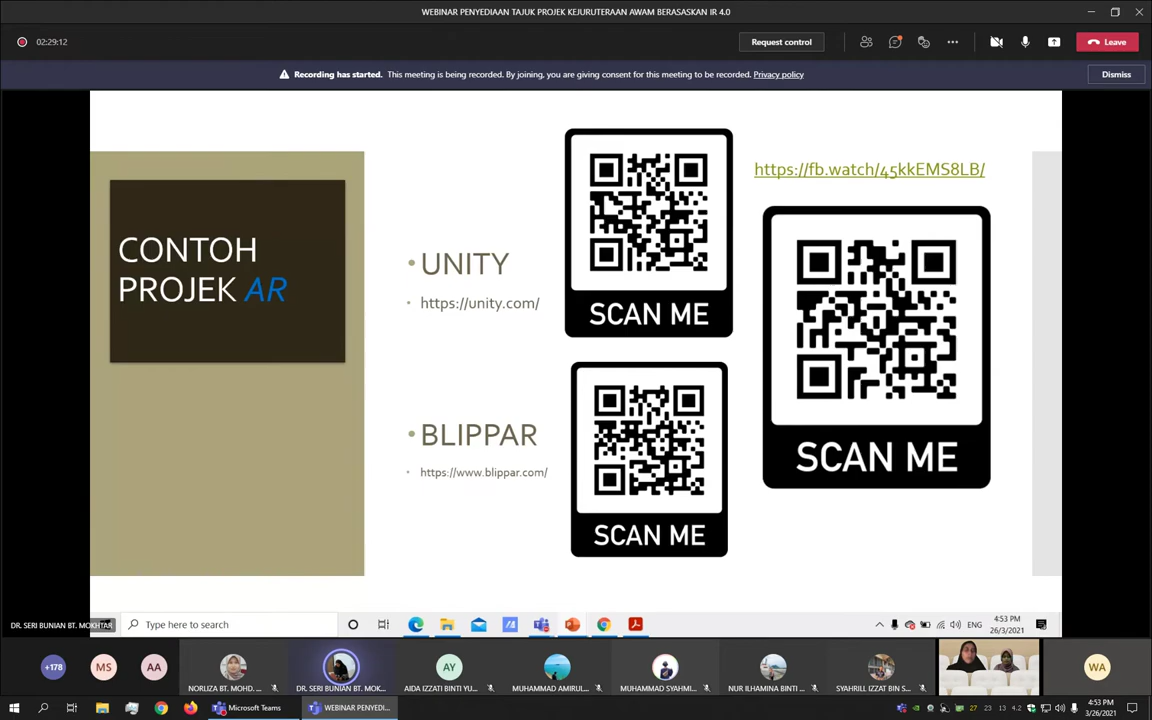 WEBINAR PENYEDIAAN TAJUK PROJEK KEJURUTERAAN AWAM BERASASKAN IR 4.0
02:29:12
Request control
Leave
Recording has started. This meeting is being recorded. By joining, you are giving consent for this meeting to be recorded. Privacy policy
Dismiss
CONTOH
PROJEK AR
• UNITY
• https://unity.com/
SCAN ME
• BLIPPAR
• https://www.blippar.com/
SCAN ME
https://fb.watch/45kkEMS8LB/
SCAN ME
DR. SERI BUNIAN BT. MOKHTAR
Type here to search
ENG
4:53 PM
26/3/2021
+178
MS
AA
NORLIZA BT. MOHD. ...
DR. SERI BUNIAN BT. MOK...
AY
AIDA IZZATI BINTI YU...
MUHAMMAD AMIRUL...
MUHAMMAD SYAHMI...
NUR ILHAMINA BINTI ...
SYAHRILL IZZAT BIN S...
WA
Microsoft Teams
WEBINAR PENYEDI...
27
23
13
4.2
ENG
4:53 PM
3/26/2021